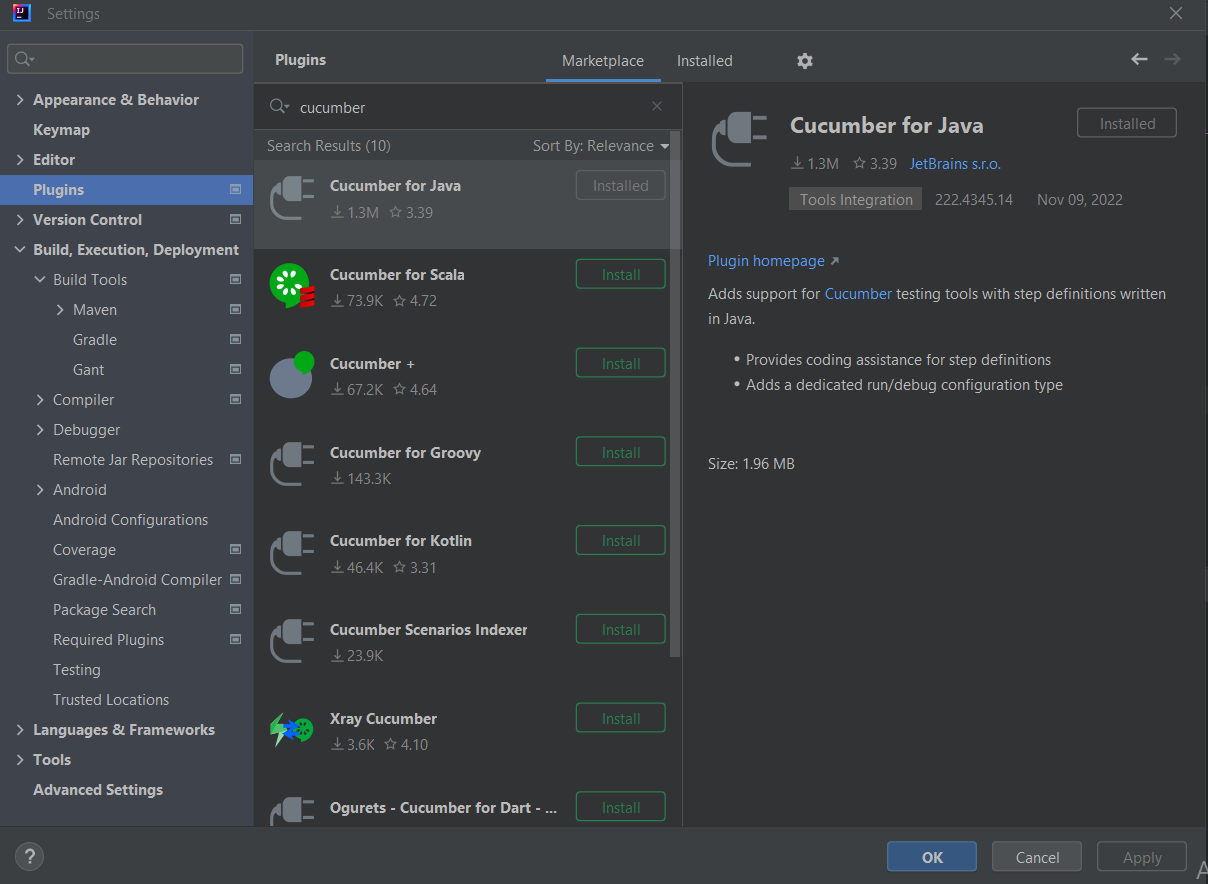 Settings
Appearance & Behavior
Keymap
Editor
Plugins
Version Control
Build, Execution, Deployment
Build Tools
Maven
Gradle
Gant
Compiler
Debugger
Remote Jar Repositories
Android
Android Configurations
Coverage
Gradle-Android Compiler
Package Search
Required Plugins
Testing
Trusted Locations
Languages & Frameworks
Tools
Advanced Settings
Plugins
Marketplace
Installed
cucumber
Search Results (10)
Sort By: Relevance
Cucumber for Java
1.3M 3.39
Installed
Cucumber for Scala
73.9K 4.72
Install
Cucumber +
67.2K 4.64
Install
Cucumber for Groovy
143.3K
Install
Cucumber for Kotlin
46.4K 3.31
Install
Cucumber Scenarios Indexer
23.9K
Install
Xray Cucumber
3.6K 4.10
Install
Ogurets - Cucumber for Dart - ...
Install
Cucumber for Java
Installed
1.3M 3.39 JetBrains s.r.o.
Tools Integration 222.4345.14 Nov 09, 2022
Plugin homepage
Adds support for Cucumber testing tools with step definitions written
in Java.
• Provides coding assistance for step definitions
• Adds a dedicated run/debug configuration type
Size: 1.96 MB
?
OK
Cancel
Apply